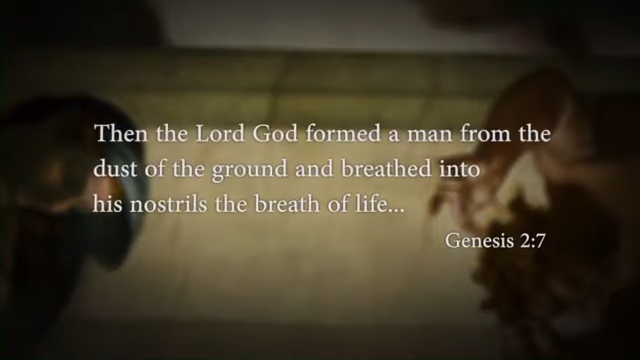 Then the Lord God formed a man from the
dust of the ground and breathed into
his nostrils the breath of life...
Genesis 2:7